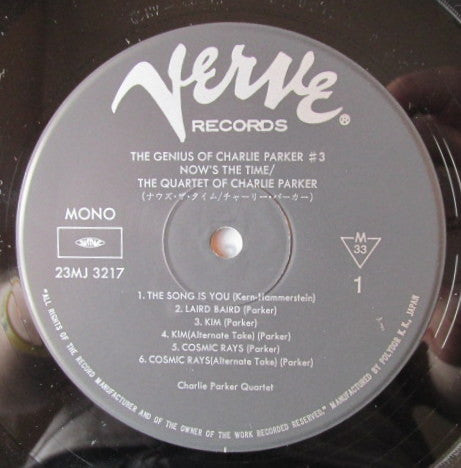 VERVE
RECORDS®
THE GENIUS OF CHARLIE PARKER #3
NOW'S THE TIME/
THE QUARTET OF CHARLIE PARKER
(ナウズ・ザ・タイム/チャーリー・パーカー)
MONO
23MJ 3217
M
33
1
1. THE SONG IS YOU (Kern-Hammerstein)
2. LAIRD BAIRD (Parker)
3. KIM (Parker)
4. KIM(Alternate Take) (Parker)
5. COSMIC RAYS (Parker)
6. COSMIC RAYS(Alternate Take) (Parker)
Charlie Parker Quartet
"ALL RIGHTS OF THE RECORD MANUFACTURER AND OF THE OWNER OF THE WORK RECORDED RESERVED." MANUFACTURED BY POLYDOR K.K., JAPAN